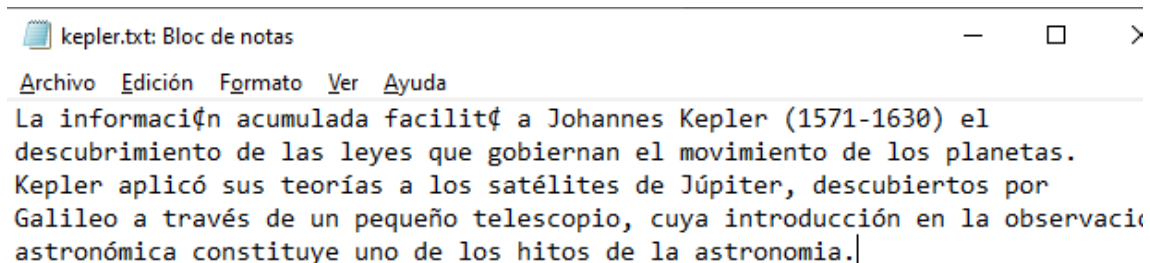 kepler.txt: Bloc de notas
Archivo Edición Formato Ver Ayuda
La informaci¢n acumulada facilit¢ a Johannes Kepler (1571-1630) el
descubrimiento de las leyes que gobiernan el movimiento de los planetas.
Kepler aplicó sus teorías a los satélites de Júpiter, descubiertos por
Galileo a través de un pequeño telescopio, cuya introducción en la
astronómica constituye uno de los hitos de la astronomia.